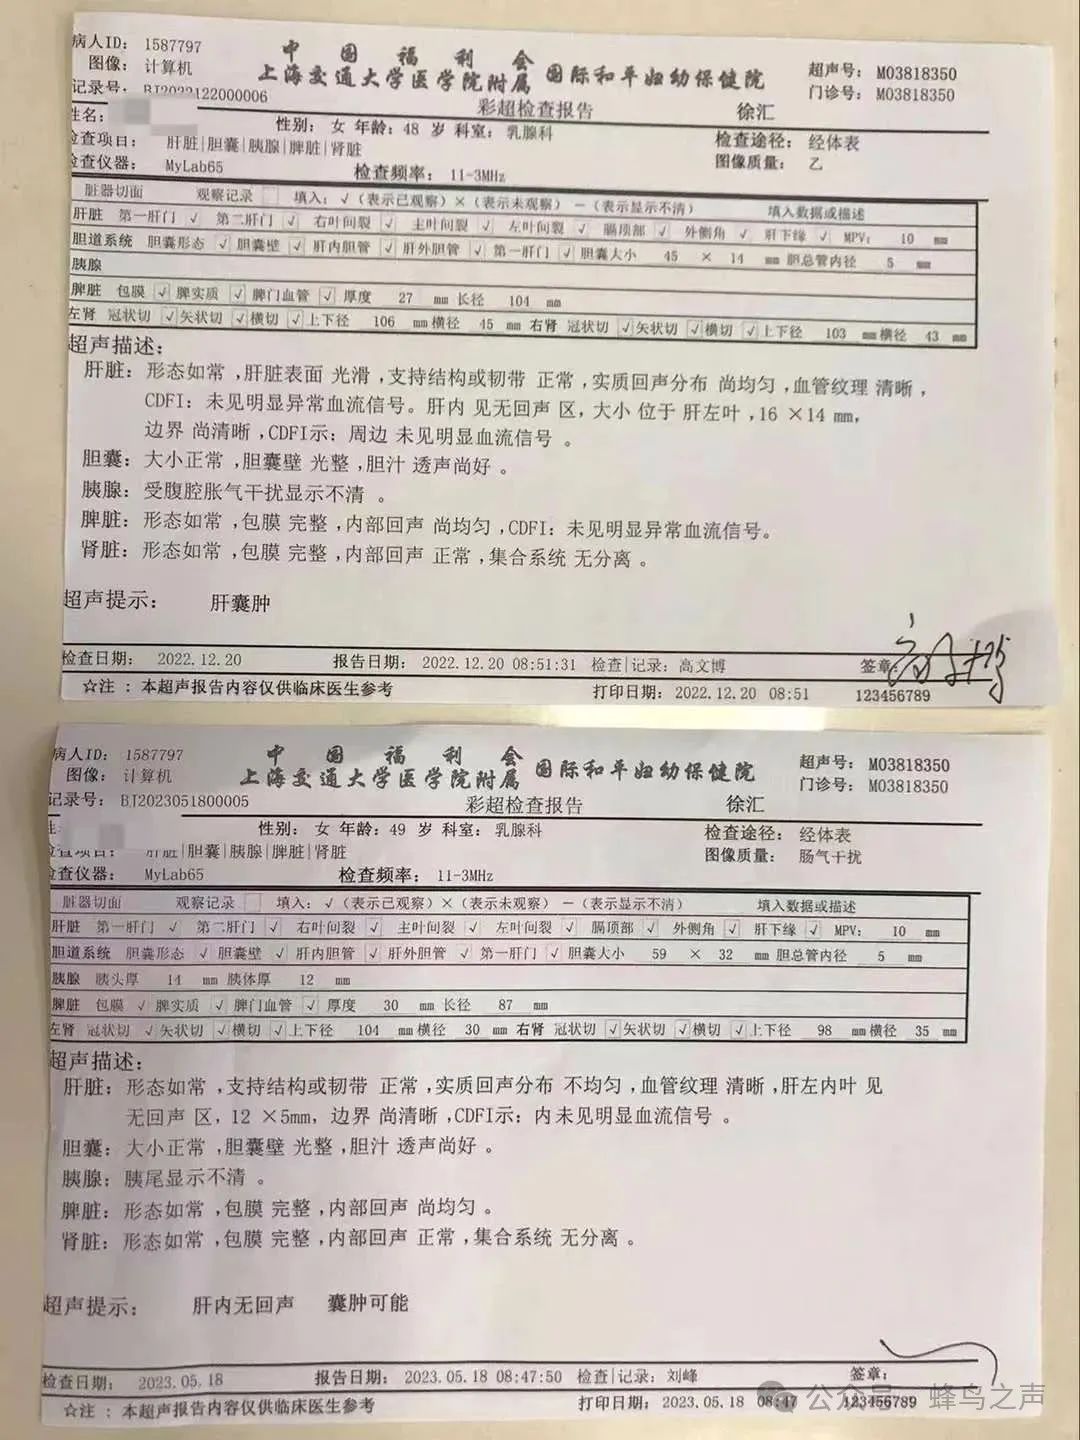 病人ID: 1587797 中国福利会 超声号: M03818350
图像: 计算机 上海交通大学医学院附属 国际和平妇幼保健院 门诊号: M03818350
记录号: BJ2022122000006 彩超检查报告 徐汇
姓名: 性别: 女 年龄: 48 岁 科室: 乳腺科 检查途径: 经体表
检查项目: 肝脏|胆囊|胰腺|脾脏|肾脏 图像质量: 乙
检查仪器: MyLab65 检查频率: 11-3MHz
脏器切面 观察记录 填入: √(表示已观察)×(表示未观察) —(表示显示不清) 填入数据或描述
肝脏 第一肝门 √ 第二肝门 √ 右叶间裂 √ 主叶间裂 √ 左叶间裂 √ 膈顶部 √ 外侧角 √ 肝下缘 √ MPV: 10 mm
胆道系统 胆囊形态 √ 胆囊壁 √ 肝内胆管 √ 肝外胆管 √ 第一肝门 √ 胆囊大小 45 × 14 mm 胆总管内径 5 mm
胰腺
脾脏 包膜 √ 脾实质 √ 脾门血管 √ 厚度 27 mm 长径 104 mm
左肾 冠状切 √ 矢状切 √ 横切 √ 上下径 106 mm 横径 45 mm 右肾 冠状切 √ 矢状切 √ 横切 √ 上下径 103 mm 横径 43 mm
超声描述:
肝脏: 形态如常 ,肝脏表面 光滑 ,支持结构或韧带 正常 ,实质回声分布 尚均匀 ,血管纹理 清晰 ,
CDFI: 未见明显异常血流信号。肝内 见无回声 区, 大小 位于 肝左叶 ,16 ×14 mm,
边界 尚清晰 ,CDFI示: 周边 未见明显血流信号 。
胆囊: 大小正常 ,胆囊壁 光整 ,胆汁 透声尚好 。
胰腺: 受腹腔胀气干扰显示不清 。
脾脏: 形态如常 ,包膜 完整 ,内部回声 尚均匀 ,CDFI: 未见明显异常血流信号。
肾脏: 形态如常 ,包膜 完整 ,内部回声 正常 ,集合系统 无分离 。
超声提示: 肝囊肿
检查日期: 2022.12.20 报告日期: 2022.12.20 08:51:31 检查|记录: 高文博 签章:
☆注 : 本超声报告内容仅供临床医生参考 打印日期: 2022.12.20 08:51 123456789
病人ID: 1587797 中国福利会 超声号: M03818350
图像: 计算机 上海交通大学医学院附属 国际和平妇幼保健院 门诊号: M03818350
记录号: BJ2023051800005 彩超检查报告 徐汇
性别: 女 年龄: 49 岁 科室: 乳腺科 检查途径: 经体表
检查项目: 肝脏|胆囊|胰腺|脾脏|肾脏 图像质量: 肠气干扰
检查仪器: MyLab65 检查频率: 11-3MHz
脏器切面 观察记录 填入: √(表示已观察)×(表示未观察) —(表示显示不清) 填入数据或描述
肝脏 第一肝门 √ 第二肝门 √ 右叶间裂 √ 主叶间裂 √ 左叶间裂 √ 膈顶部 √ 外侧角 √ 肝下缘 √ MPV: 10 mm
胆道系统 胆囊形态 √ 胆囊壁 √ 肝内胆管 √ 肝外胆管 √ 第一肝门 √ 胆囊大小 59 × 32 mm 胆总管内径 5 mm
胰腺 胰头厚 14 mm 胰体厚 12 mm
脾脏 包膜 √ 脾实质 √ 脾门血管 √ 厚度 30 mm 长径 87 mm
左肾 冠状切 √ 矢状切 √ 横切 √ 上下径 104 mm 横径 30 mm 右肾 冠状切 √ 矢状切 √ 横切 √ 上下径 98 mm 横径 35 mm
超声描述:
肝脏: 形态如常 ,支持结构或韧带 正常 ,实质回声分布 不均匀 ,血管纹理 清晰 ,肝左内叶 见
无回声 区, 12 ×5mm, 边界 尚清晰 ,CDFI示: 内未见明显血流信号 。
胆囊: 大小正常 ,胆囊壁 光整 ,胆汁 透声尚好 。
胰腺: 胰尾显示不清 。
脾脏: 形态如常 ,包膜 完整 ,内部回声 尚均匀 。
肾脏: 形态如常 ,包膜 完整 ,内部回声 正常 ,集合系统 无分离 。
超声提示: 肝内无回声 囊肿可能
检查日期: 2023.05.18 报告日期: 2023.05.18 08:47:50 检查|记录: 刘峰 签章:
☆注 : 本超声报告内容仅供临床医生参考 打印日期: 2023.05.18 08:47 123456789
公众号 蜂鸟之声